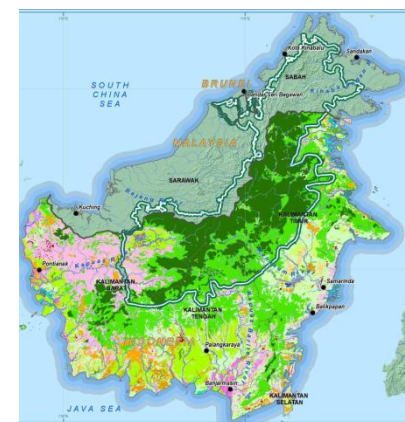 Kota Kinabalu
Sandakan
SABAH
SOUTH
CHINA
SEA
BRUNEI
Bandar Seri Begawan
MALAYSIA
SARAWAK
Kuching
KALIMANTAN
TIMUR
Pontianak
KALIMANTAN
BARAT
Samarinda
KALIMANTAN
TENGAH
Balikpapan
INDONESIA
Palangkaraya
Banjarmasin
KALIMANTAN
SELATAN
JAVA SEA